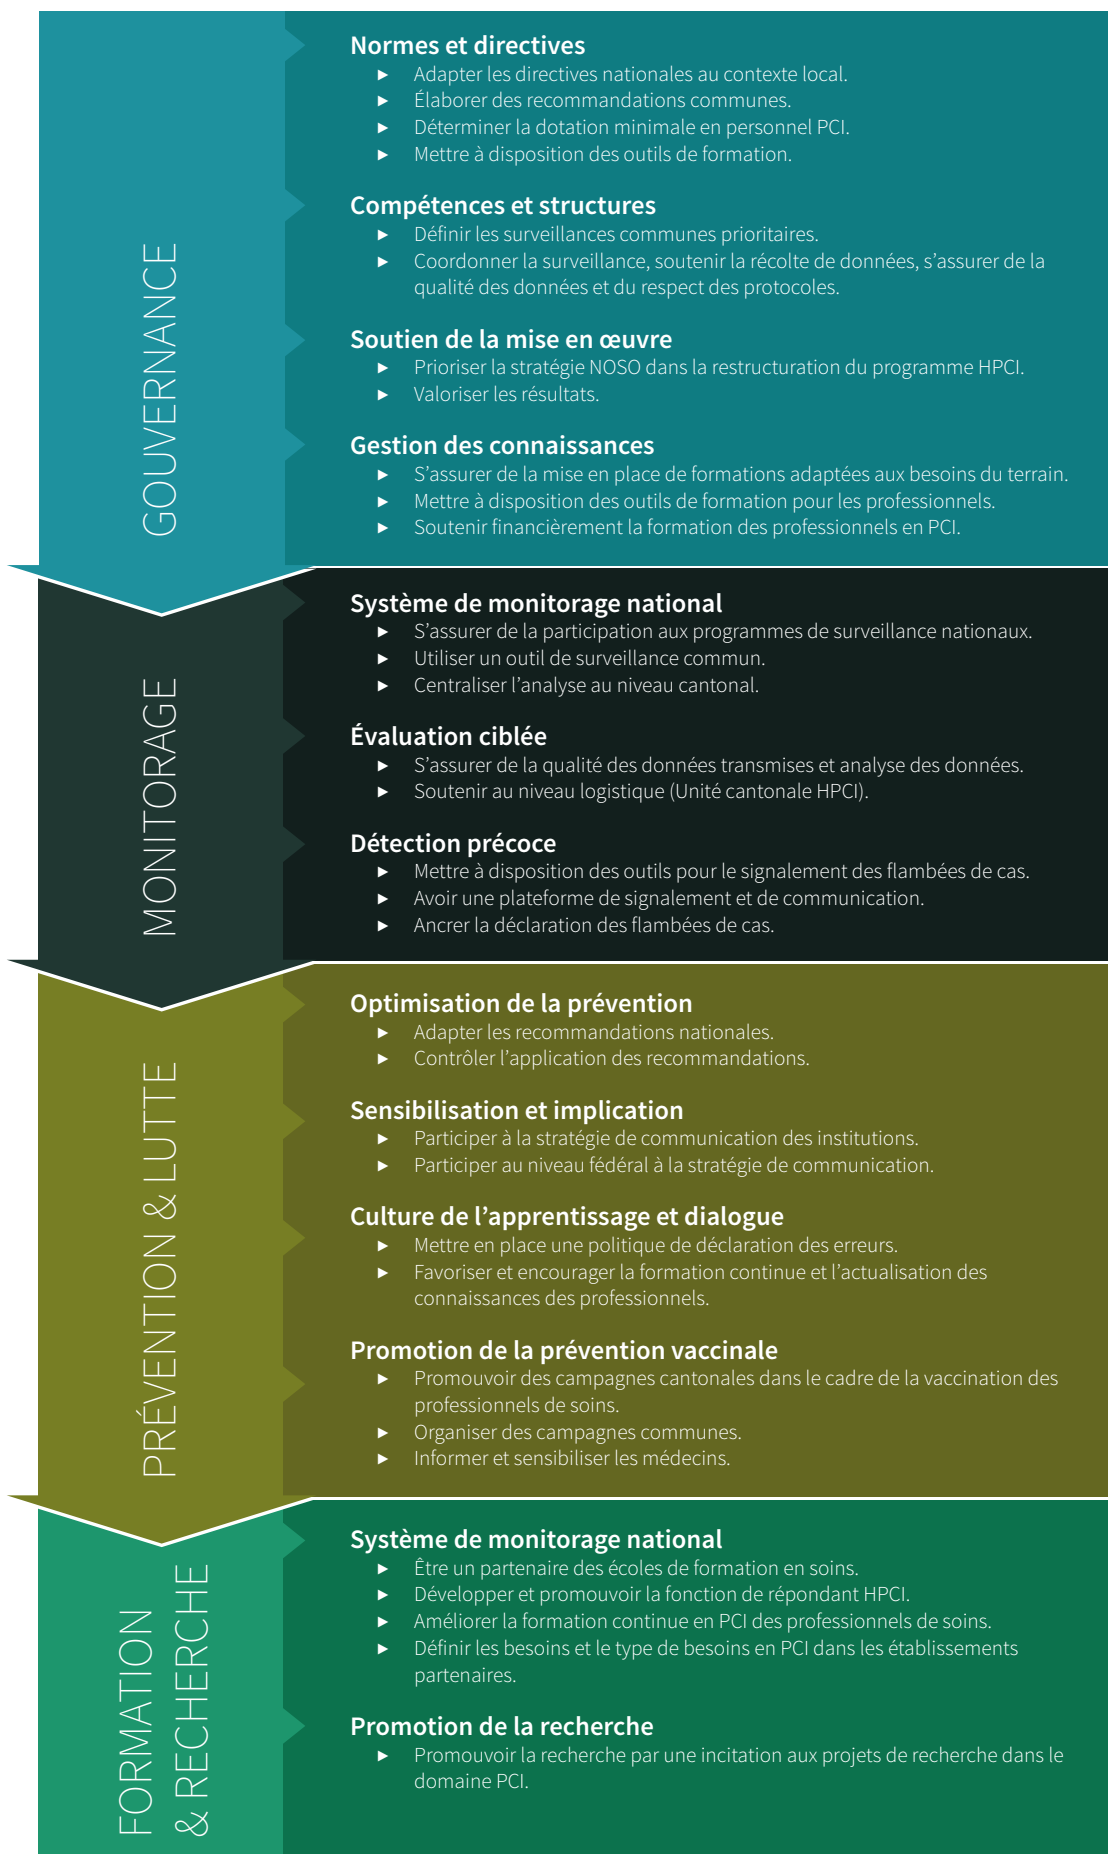 GOUVERNANCE
Normes et directives
► Adapter les directives nationales au contexte local.
► Élaborer des recommandations communes.
► Déterminer la dotation minimale en personnel PCI.
► Mettre à disposition des outils de formation.
Compétences et structures
► Définir les surveillances communes prioritaires.
► Coordonner la surveillance, soutenir la récolte de données, s’assurer de la
qualité des données et du respect des protocoles.
Soutien de la mise en œuvre
► Prioriser la stratégie NOSO dans la restructuration du programme HPCI.
► Valoriser les résultats.
Gestion des connaissances
► S’assurer de la mise en place de formations adaptées aux besoins du terrain.
► Mettre à disposition des outils de formation pour les professionnels.
► Soutenir financièrement la formation des professionnels en PCI.
MONITORAGE
Système de monitorage national
► S’assurer de la participation aux programmes de surveillance nationaux.
► Utiliser un outil de surveillance commun.
► Centraliser l’analyse au niveau cantonal.
Évaluation ciblée
► S’assurer de la qualité des données transmises et analyse des données.
► Soutenir au niveau logistique (Unité cantonale HPCI).
Détection précoce
► Mettre à disposition des outils pour le signalement des flambées de cas.
► Avoir une plateforme de signalement et de communication.
► Ancrer la déclaration des flambées de cas.
PRÉVENTION & LUTTE
Optimisation de la prévention
► Adapter les recommandations nationales.
► Contrôler l’application des recommandations.
Sensibilisation et implication
► Participer à la stratégie de communication des institutions.
► Participer au niveau fédéral à la stratégie de communication.
Culture de l’apprentissage et dialogue
► Mettre en place une politique de déclaration des erreurs.
► Favoriser et encourager la formation continue et l’actualisation des
connaissances des professionnels.
Promotion de la prévention vaccinale
► Promouvoir des campagnes cantonales dans le cadre de la vaccination des
professionnels de soins.
► Organiser des campagnes communes.
► Informer et sensibiliser les médecins.
FORMATION
& RECHERCHE
Système de monitorage national
► Être un partenaire des écoles de formation en soins.
► Développer et promouvoir la fonction de répondant HPCI.
► Améliorer la formation continue en PCI des professionnels de soins.
► Définir les besoins et le type de besoins en PCI dans les établissements
partenaires.
Promotion de la recherche
► Promouvoir la recherche par une incitation aux projets de recherche dans le
domaine PCI.